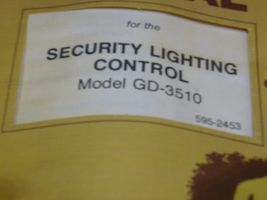 for the
SECURITY LIGHTING
CONTROL
Model GD-3510
595-2453